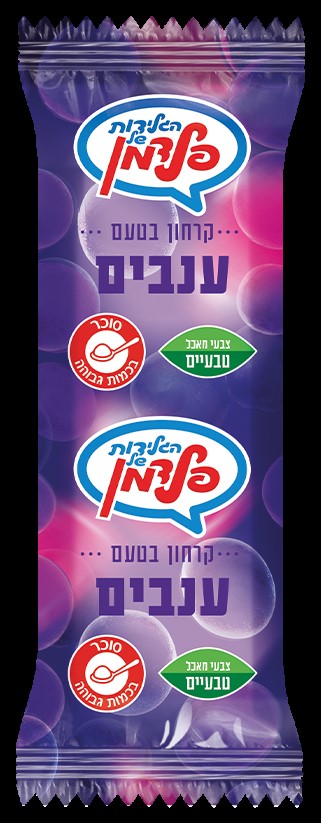 הגלידות
של
פלדמן
...קרחון בטעם...
ענבים
סוכר
בכמות גבוהה
צבעי מאכל
טבעיים
הגלידות
של
פלדמן
...קרחון בטעם...
ענבים
סוכר
בכמות גבוהה
צבעי מאכל
טבעיים